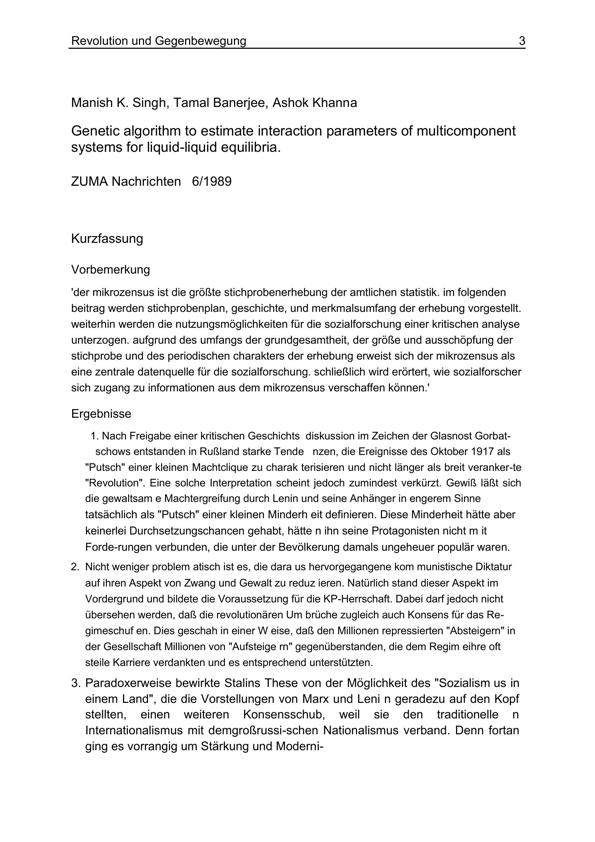 Revolution und Gegenbewegung 3
Manish K. Singh, Tamal Banerjee, Ashok Khanna
Genetic algorithm to estimate interaction parameters of multicomponent
systems for liquid-liquid equilibria.
ZUMA Nachrichten 6/1989
Kurzfassung
Vorbemerkung
'der mikrozensus ist die größte stichprobenerhebung der amtlichen statistik. im folgenden
beitrag werden stichprobenplan, geschichte, und merkmalsumfang der erhebung vorgestellt.
weiterhin werden die nutzungsmöglichkeiten für die sozialforschung einer kritischen analyse
unterzogen. aufgrund des umfangs der grundgesamtheit, der größe und ausschöpfung der
stichprobe und des periodischen charakters der erhebung erweist sich der mikrozensus als
eine zentrale datenquelle für die sozialforschung. schließlich wird erörtert, wie sozialforscher
sich zugang zu informationen aus dem mikrozensus verschaffen können.'
Ergebnisse
1. Nach Freigabe einer kritischen Geschichts diskussion im Zeichen der Glasnost Gorbat-
schows entstanden in Rußland starke Tende nzen, die Ereignisse des Oktober 1917 als
"Putsch" einer kleinen Machtclique zu charak terisieren und nicht länger als breit veranker-te
"Revolution". Eine solche Interpretation scheint jedoch zumindest verkürzt. Gewiß läßt sich
die gewaltsam e Machtergreifung durch Lenin und seine Anhänger in engerem Sinne
tatsächlich als "Putsch" einer kleinen Minderh eit definieren. Diese Minderheit hätte aber
keinerlei Durchsetzungschancen gehabt, hätte n ihn seine Protagonisten nicht m it
Forde-rungen verbunden, die unter der Bevölkerung damals ungeheuer populär waren.
2. Nicht weniger problem atisch ist es, die dara us hervorgegangene kom munistische Diktatur
auf ihren Aspekt von Zwang und Gewalt zu reduz ieren. Natürlich stand dieser Aspekt im
Vordergrund und bildete die Voraussetzung für die KP-Herrschaft. Dabei darf jedoch nicht
übersehen werden, daß die revolutionären Um brüche zugleich auch Konsens für das Re-
gimeschuf en. Dies geschah in einer W eise, daß den Millionen repressierten "Absteigern" in
der Gesellschaft Millionen von "Aufsteige rn" gegenüberstanden, die dem Regim eihre oft
steile Karriere verdankten und es entsprechend unterstützten.
3. Paradoxerweise bewirkte Stalins These von der Möglichkeit des "Sozialism us in
einem Land", die die Vorstellungen von Marx und Leni n geradezu auf den Kopf
stellten, einen weiteren Konsensschub, weil sie den traditionelle n
Internationalismus mit demgroßrussi-schen Nationalismus verband. Denn fortan
ging es vorrangig um Stärkung und Moderni-